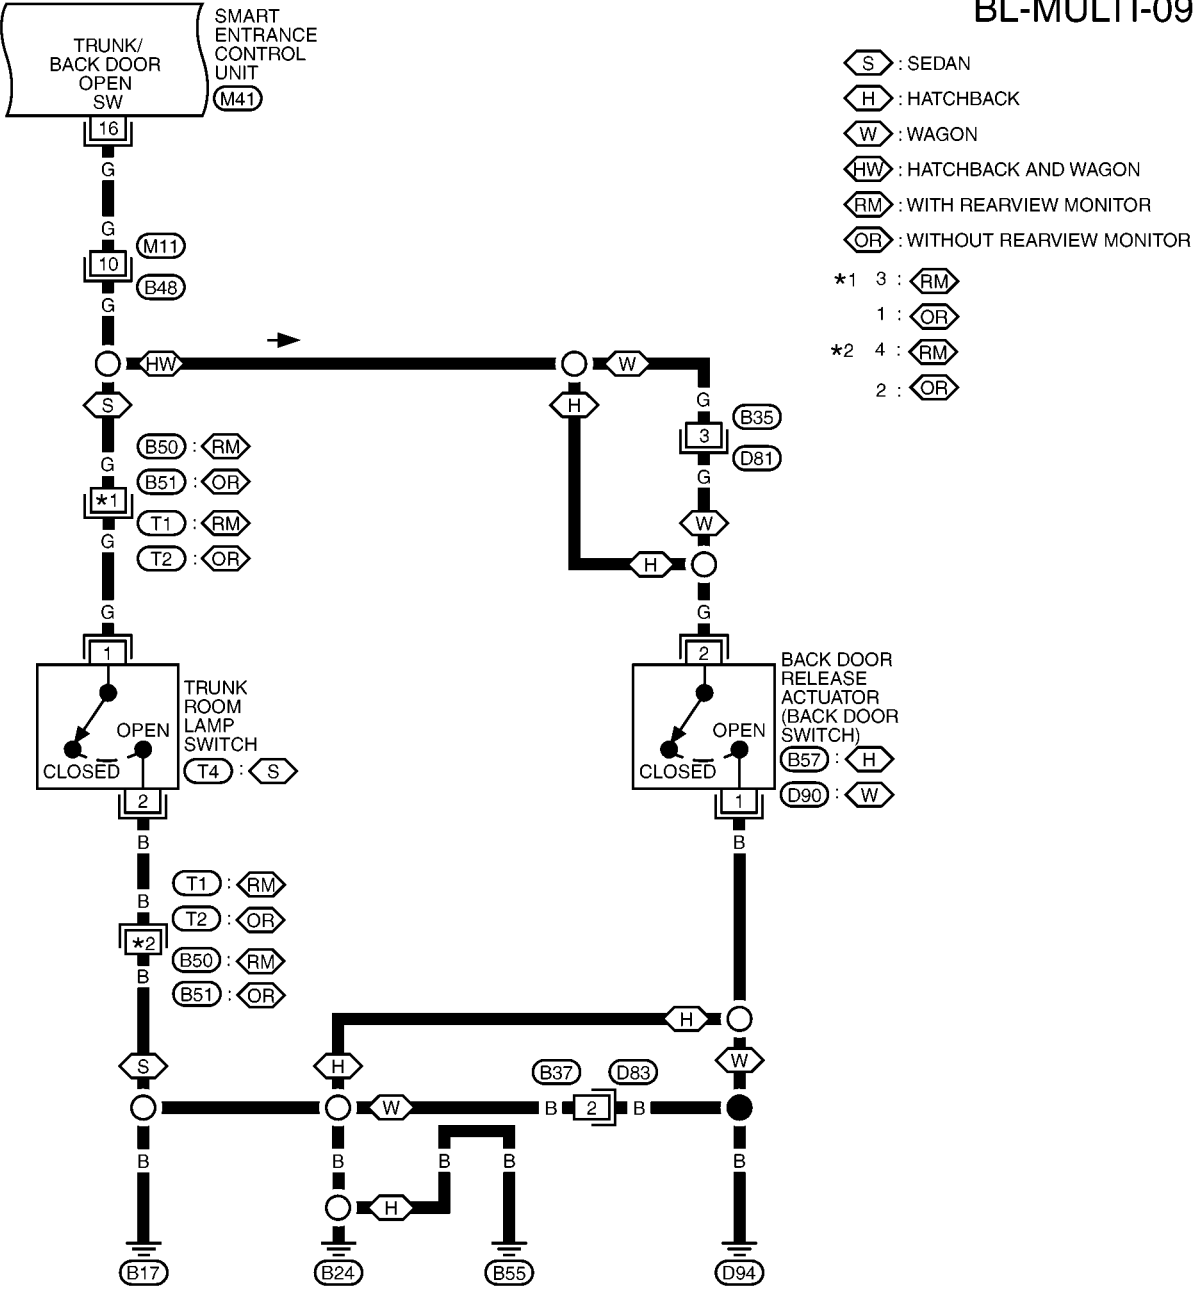 BL-MULTI-09
SMART
ENTRANCE
CONTROL
UNIT
M41
TRUNK/
BACK DOOR
OPEN
SW
16
G
G
M11
10
B48
G
S : SEDAN
H : HATCHBACK
W : WAGON
HW : HATCHBACK AND WAGON
RM : WITH REARVIEW MONITOR
OR : WITHOUT REARVIEW MONITOR
*1 3 : RM
1 : OR
*2 4 : RM
2 : OR
HW
W
S
H
G
B35
3
D81
G
W
H
G
B50 : RM
B51 : OR
G
*1
T1 : RM
T2 : OR
G
G
1
OPEN
CLOSED
TRUNK
ROOM
LAMP
SWITCH
T4 : S
2
B
2
OPEN
CLOSED
BACK DOOR
RELEASE
ACTUATOR
(BACK DOOR
SWITCH)
B57 : H
D90 : W
1
B
T1 : RM
T2 : OR
B
*2
B50 : RM
B51 : OR
B
H
S
H
W
B37
D83
W
B
2
B
B
B
B
B
B
H
B17
B24
B55
D94